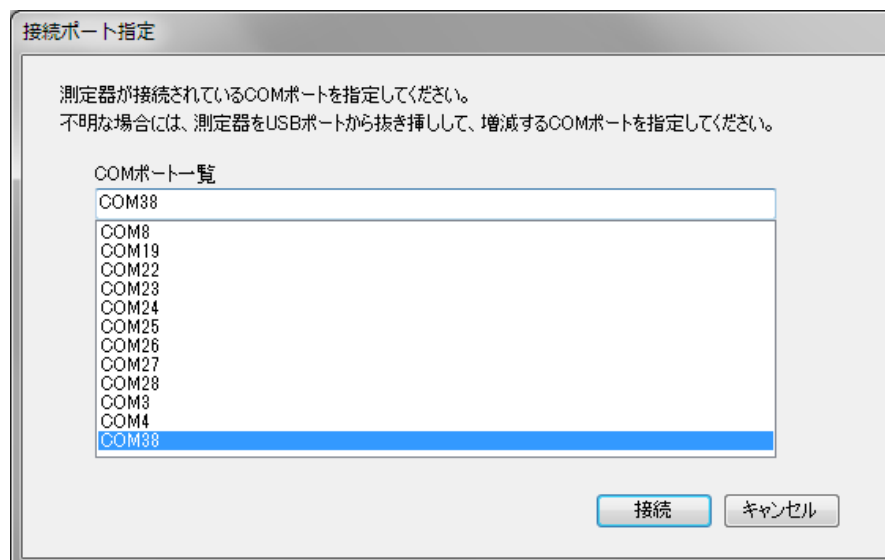 接続ポート指定
測定器が接続されているCOMポートを指定してください。
不明な場合には、測定器をUSBポートから抜き挿しして、増減するCOMポートを指定してください。
COMポート一覧
COM38
COM8
COM19
COM22
COM23
COM24
COM25
COM26
COM27
COM28
COM3
COM4
COM38
接続
キャンセル